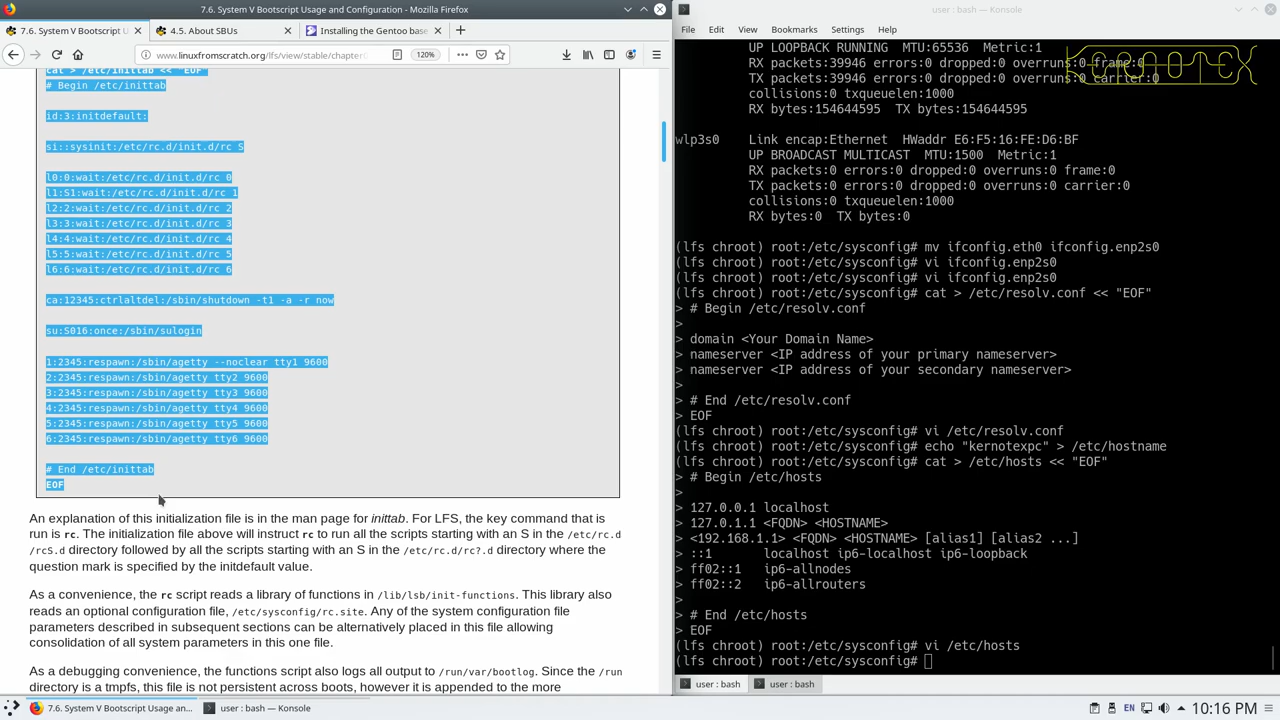 7.6. System V Bootscript Usage and Configuration - Mozilla Firefox
7.6. System V Bootscript U
4.5. About SBUs
Installing the Gentoo base
www.linuxfromscratch.org/lfs/view/stable/chapter
120%
cat > /etc/inittab << "EOF"
# Begin /etc/inittab
id:3:initdefault:
si::sysinit:/etc/rc.d/init.d/rc S
l0:0:wait:/etc/rc.d/init.d/rc 0
l1:S1:wait:/etc/rc.d/init.d/rc 1
l2:2:wait:/etc/rc.d/init.d/rc 2
l3:3:wait:/etc/rc.d/init.d/rc 3
l4:4:wait:/etc/rc.d/init.d/rc 4
l5:5:wait:/etc/rc.d/init.d/rc 5
l6:6:wait:/etc/rc.d/init.d/rc 6
ca:12345:ctrlaltdel:/sbin/shutdown -t1 -a -r now
su:S016:once:/sbin/sulogin
1:2345:respawn:/sbin/agetty --noclear tty1 9600
2:2345:respawn:/sbin/agetty tty2 9600
3:2345:respawn:/sbin/agetty tty3 9600
4:2345:respawn:/sbin/agetty tty4 9600
5:2345:respawn:/sbin/agetty tty5 9600
6:2345:respawn:/sbin/agetty tty6 9600
# End /etc/inittab
EOF
An explanation of this initialization file is in the man page for inittab. For LFS, the key command that is
run is rc. The initialization file above will instruct rc to run all the scripts starting with an S in the /etc/rc.d
/rcS.d directory followed by all the scripts starting with an S in the /etc/rc.d/rc?.d directory where the
question mark is specified by the initdefault value.
As a convenience, the rc script reads a library of functions in /lib/lsb/init-functions. This library also
reads an optional configuration file, /etc/sysconfig/rc.site. Any of the system configuration file
parameters described in subsequent sections can be alternatively placed in this file allowing
consolidation of all system parameters in this one file.
As a debugging convenience, the functions script also logs all output to /run/var/bootlog. Since the /run
directory is a tmpfs, this file is not persistent across boots, however it is appended to the more
user : bash — Konsole
File Edit View Bookmarks Settings Help
UP LOOPBACK RUNNING MTU:65536 Metric:1
RX packets:39946 errors:0 dropped:0 overruns:0 frame:0
TX packets:39946 errors:0 dropped:0 overruns:0 carrier:0
collisions:0 txqueuelen:1000
RX bytes:154644595 TX bytes:154644595
KERNOTEX
wlp3s0 Link encap:Ethernet HWaddr E6:F5:16:FE:D6:BF
UP BROADCAST MULTICAST MTU:1500 Metric:1
RX packets:0 errors:0 dropped:0 overruns:0 frame:0
TX packets:0 errors:0 dropped:0 overruns:0 carrier:0
collisions:0 txqueuelen:1000
RX bytes:0 TX bytes:0
(lfs chroot) root:/etc/sysconfig# mv ifconfig.eth0 ifconfig.enp2s0
(lfs chroot) root:/etc/sysconfig# vi ifconfig.enp2s0
(lfs chroot) root:/etc/sysconfig# vi ifconfig.enp2s0
(lfs chroot) root:/etc/sysconfig# cat > /etc/resolv.conf << "EOF"
> # Begin /etc/resolv.conf
>
> domain <Your Domain Name>
> nameserver <IP address of your primary nameserver>
> nameserver <IP address of your secondary nameserver>
>
> # End /etc/resolv.conf
> EOF
(lfs chroot) root:/etc/sysconfig# vi /etc/resolv.conf
(lfs chroot) root:/etc/sysconfig# echo "kernotexpc" > /etc/hostname
(lfs chroot) root:/etc/sysconfig# cat > /etc/hosts << "EOF"
> # Begin /etc/hosts
>
> 127.0.0.1 localhost
> 127.0.1.1 <FQDN> <HOSTNAME>
> <192.168.1.1> <FQDN> <HOSTNAME> [alias1] [alias2 ...]
> ::1 localhost ip6-localhost ip6-loopback
> ff02::1 ip6-allnodes
> ff02::2 ip6-allrouters
>
> # End /etc/hosts
> EOF
(lfs chroot) root:/etc/sysconfig# vi /etc/hosts
(lfs chroot) root:/etc/sysconfig#
user : bash
user : bash
7.6. System V Bootscript Usage an...
user : bash — Konsole
EN
10:16 PM